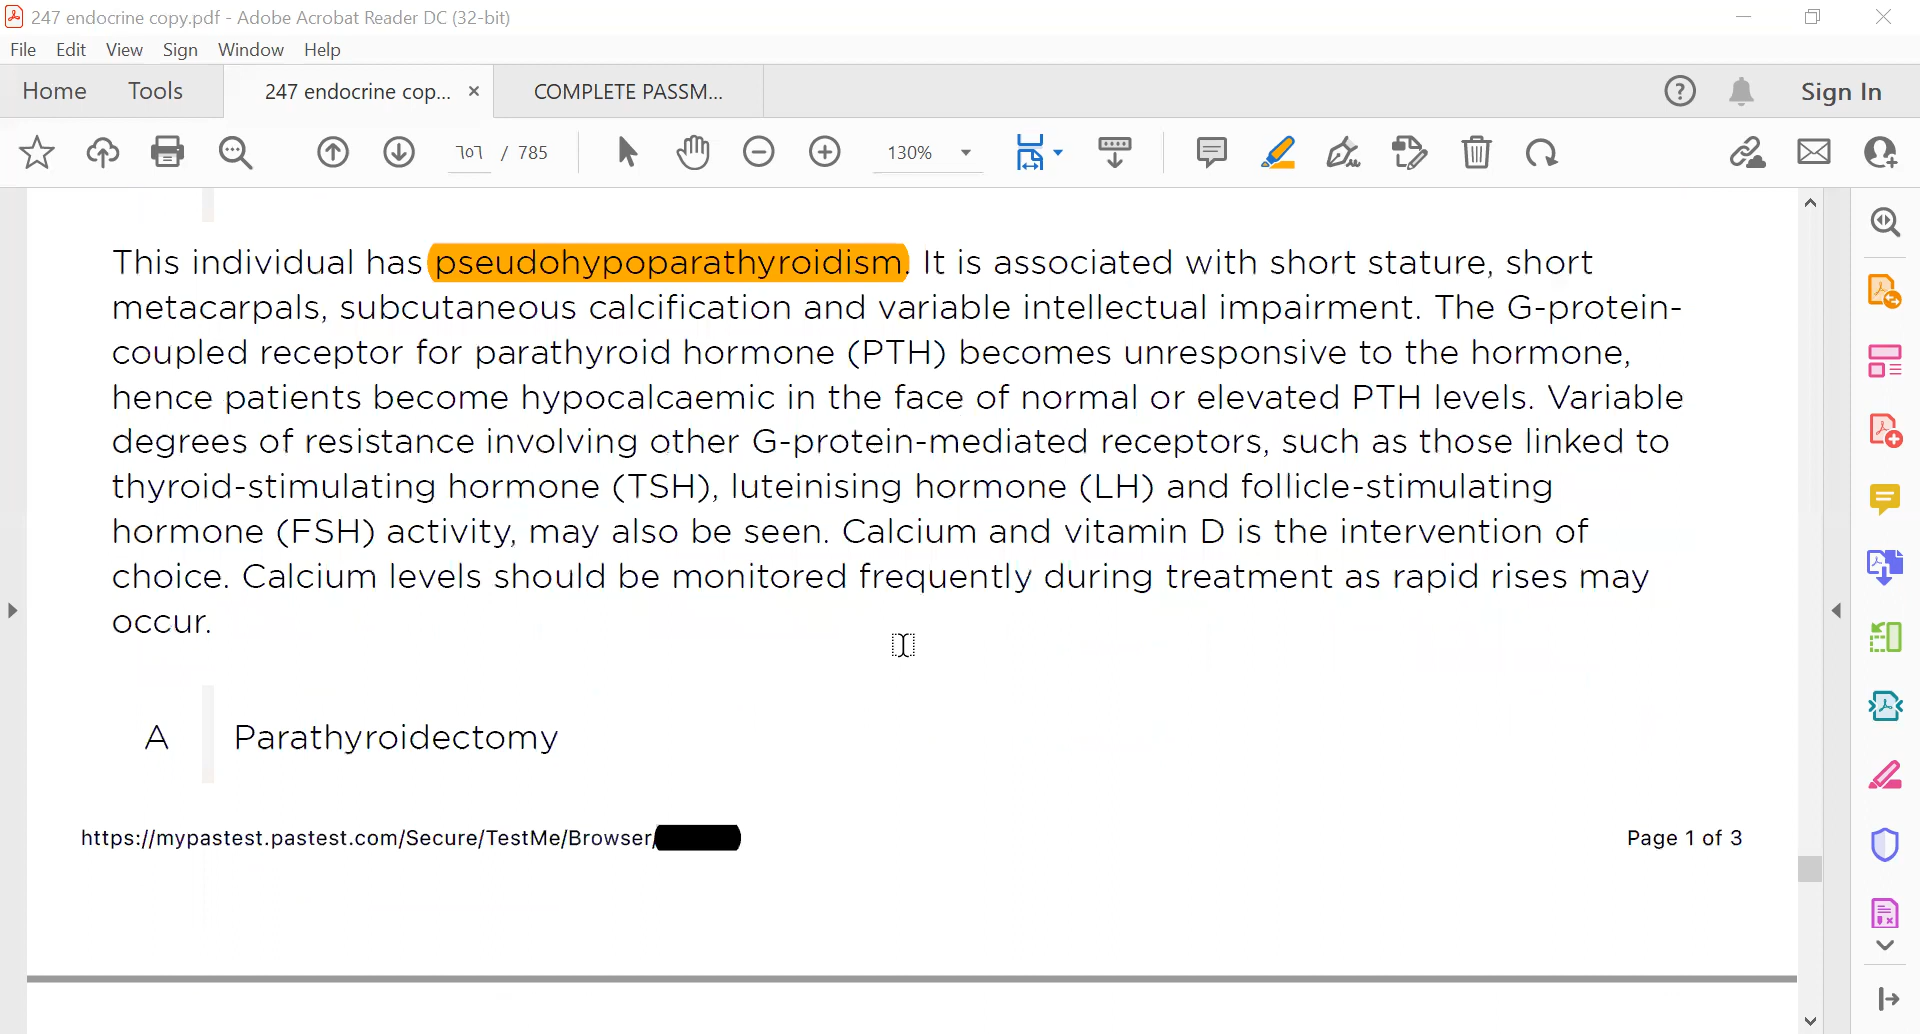 247 endocrine copy.pdf - Adobe Acrobat Reader DC (32-bit)
File Edit View Sign Window Help
Home Tools 247 endocrine cop... × COMPLETE PASSM... Sign In
/ 785 130%
This individual has pseudohypoparathyroidism. It is associated with short stature, short
metacarpals, subcutaneous calcification and variable intellectual impairment. The G-protein-
coupled receptor for parathyroid hormone (PTH) becomes unresponsive to the hormone,
hence patients become hypocalcaemic in the face of normal or elevated PTH levels. Variable
degrees of resistance involving other G-protein-mediated receptors, such as those linked to
thyroid-stimulating hormone (TSH), luteinising hormone (LH) and follicle-stimulating
hormone (FSH) activity, may also be seen. Calcium and vitamin D is the intervention of
choice. Calcium levels should be monitored frequently during treatment as rapid rises may
occur.
A Parathyroidectomy
https://mypastest.pastest.com/Secure/TestMe/Browser/
Page 1 of 3